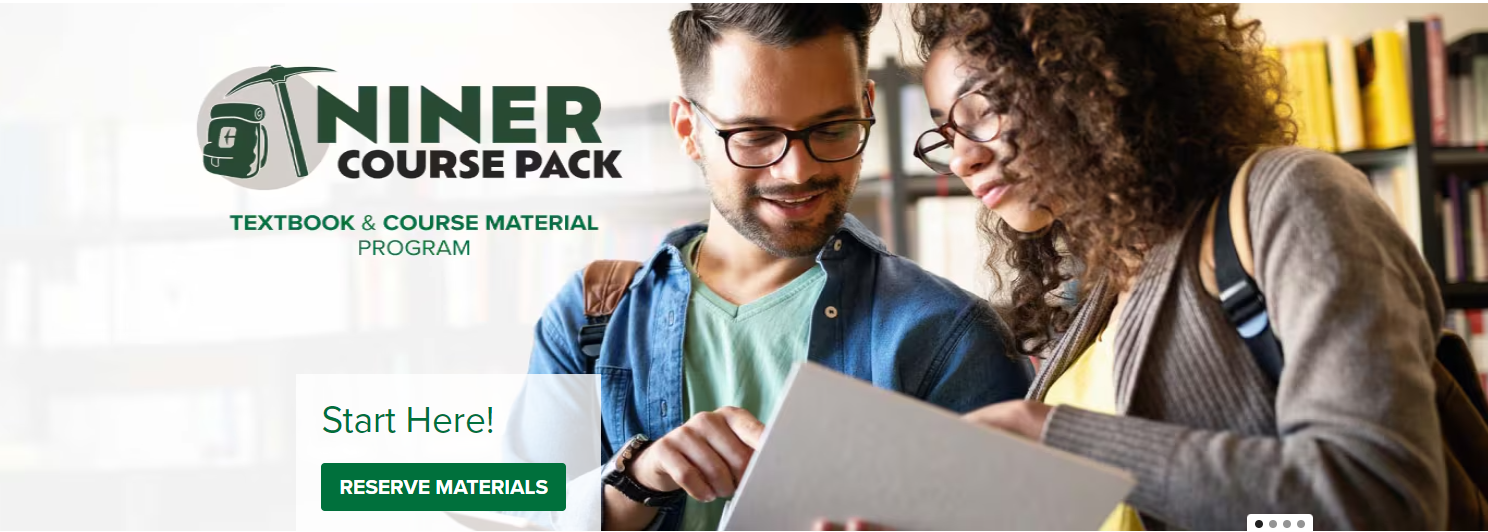 NINER
COURSE PACK
TEXTBOOK & COURSE MATERIAL
PROGRAM
Start Here!
RESERVE MATERIALS